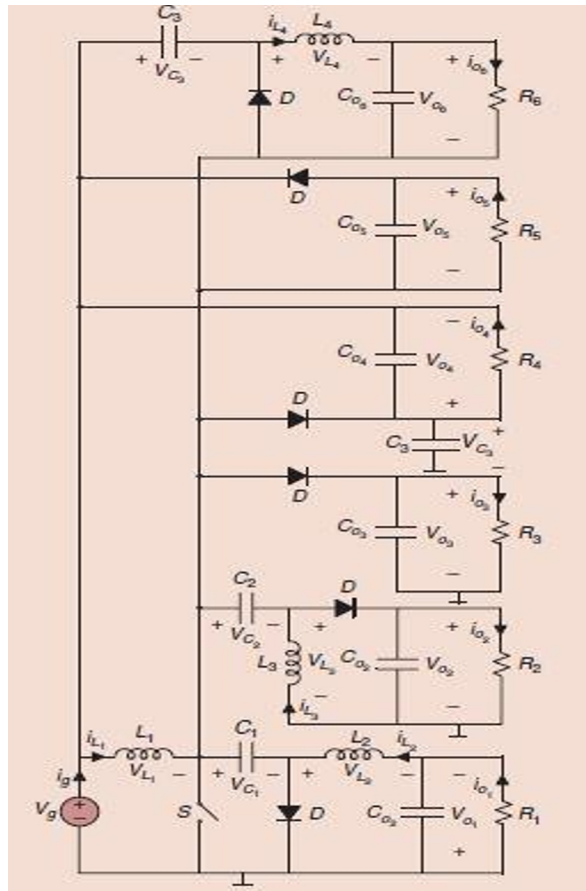 C3
+ VC3 −
iL4
L4
+ VL4 −
D
Co6
+
Vo6
−
io6
R6
D
Co5
+
Vo5
−
io5
R5
Co4
−
Vo4
+
io4
R4
D
C3
+
VC3
−
D
Co3
+
Vo3
−
io3
R3
C2
+ VC2 −
D
L3
+
VL3
−
iL3
Co2
+
Vo2
−
io2
R2
iL1
L1
+ VL1 −
C1
+ VC1 −
L2
iL2
+ VL2 −
ig
Vg
+
−
S
D
Co2
−
Vo1
+
io1
R1